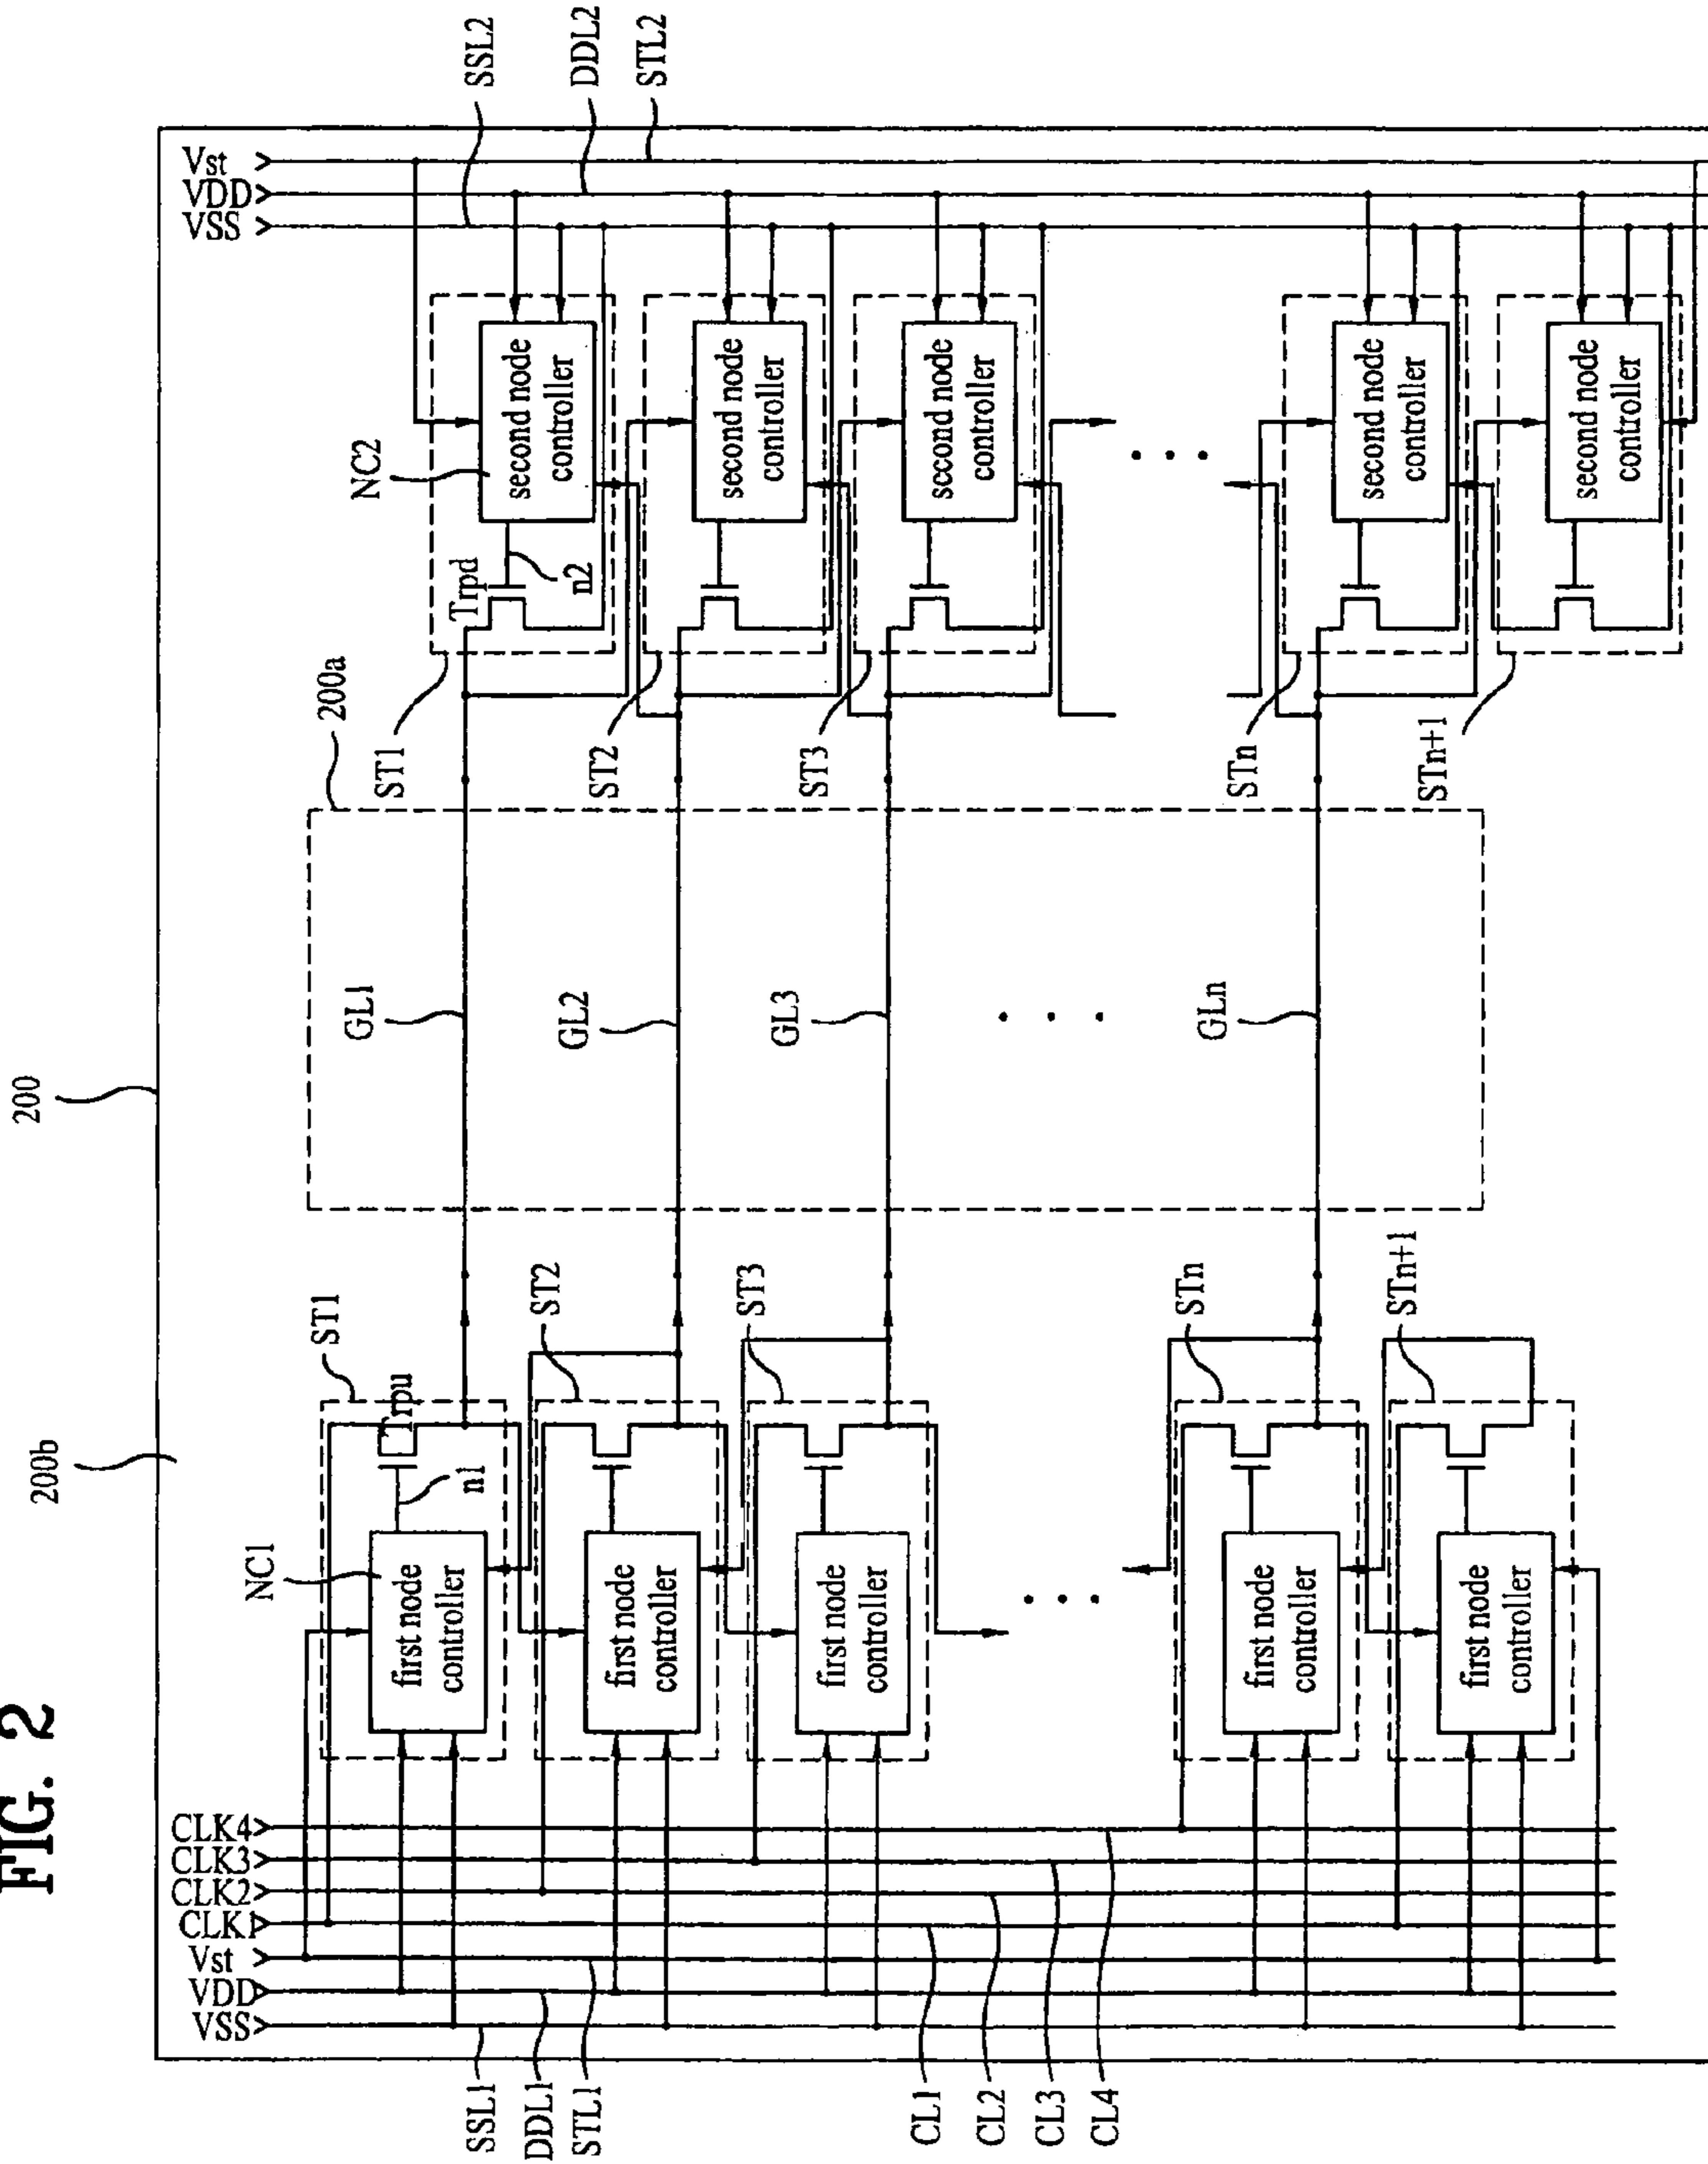 FIG. 2
200
200b
200a
VSS
VDD
Vst
CLK1
CLK2
CLK3
CLK4
SSL1
DDL1
STL1
CL1
CL2
CL3
CL4
NC1
first node
controller
n1
Trpu
ST1
first node
controller
ST2
first node
controller
ST3
first node
controller
STn
first node
controller
STn+1
GL1
GL2
GL3
GLn
ST1
Trpd
n2
NC2
second node
controller
ST2
second node
controller
ST3
second node
controller
STn
second node
controller
STn+1
second node
controller
VSS
VDD
Vst
SSL2
DDL2
STL2